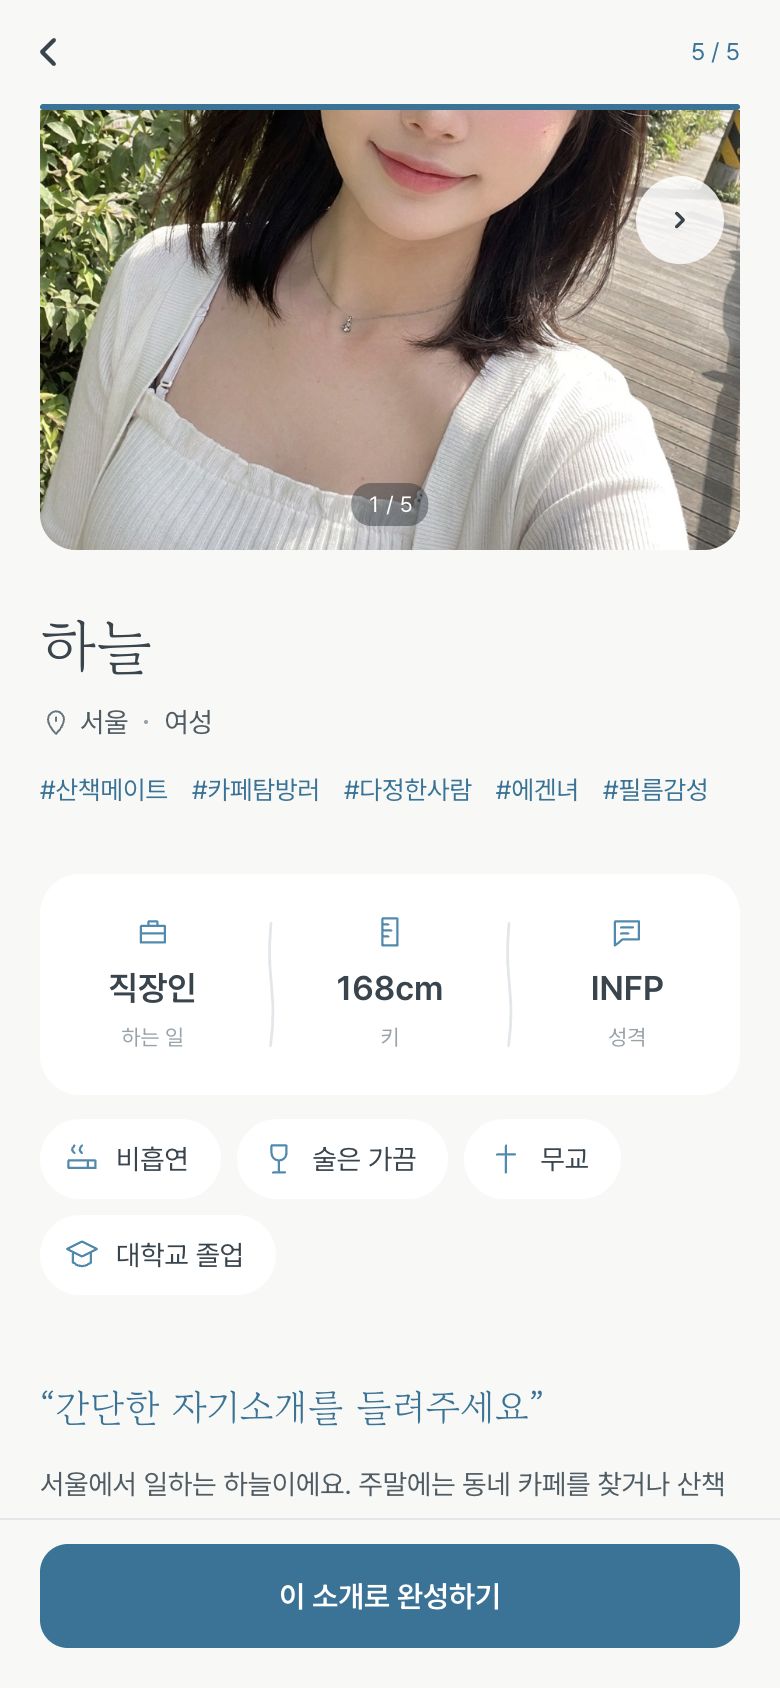 5 / 5
1 / 5
하늘
서울 · 여성
#산책메이트 #카페탐방러 #다정한사람 #에겐녀 #필름감성
직장인 168cm INFP
하는 일 키 성격
비흡연 술은 가끔 무교
대학교 졸업
“간단한 자기소개를 들려주세요”
서울에서 일하는 하늘이에요. 주말에는 동네 카페를 찾거나 산책
이 소개로 완성하기